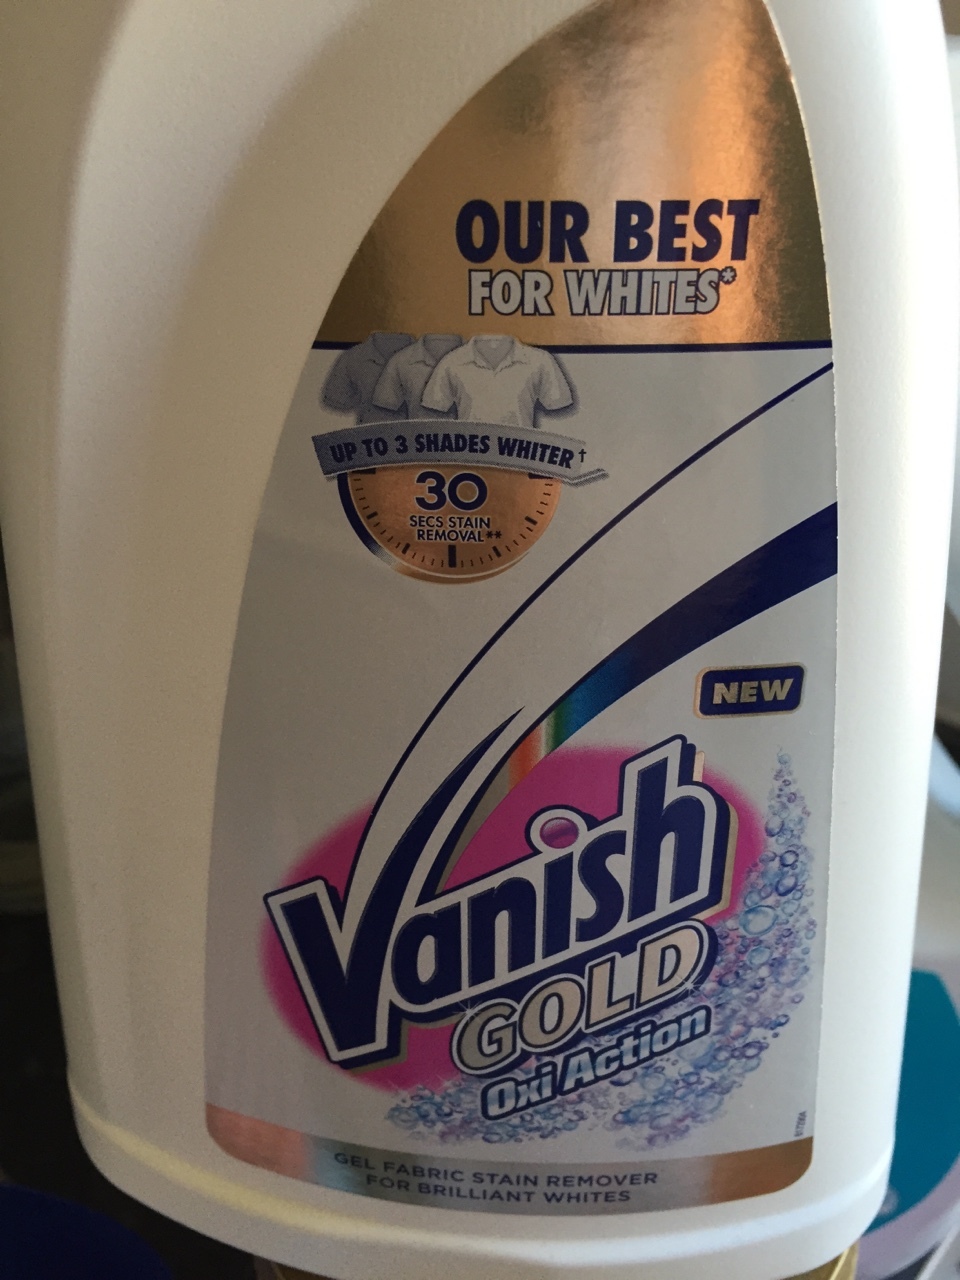 OUR BEST
FOR WHITES*
UP TO 3 SHADES WHITER†
30
SECS STAIN
REMOVAL**
NEW
Vanish
GOLD
Oxi Action
GEL FABRIC STAIN REMOVER
FOR BRILLIANT WHITES